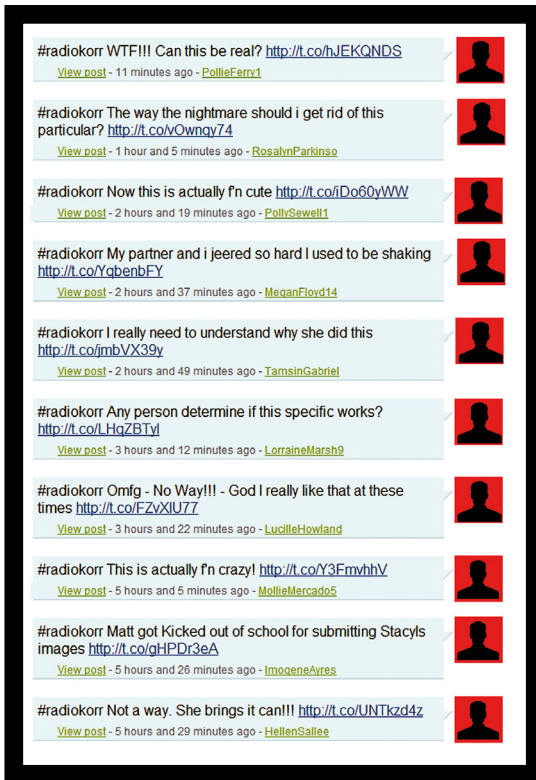 #radiokorr WTF!!! Can this be real? http://t.co/hJEKQNDS
View post - 11 minutes ago - PollieFerry1
#radiokorr The way the nightmare should i get rid of this
particular? http://t.co/vOwnqy74
View post - 1 hour and 5 minutes ago - RosalynParkinso
#radiokorr Now this is actually f'n cute http://t.co/iDo60yWW
View post - 2 hours and 19 minutes ago - PollySewell1
#radiokorr My partner and i jeered so hard I used to be shaking
http://t.co/YqbenbFY
View post - 2 hours and 37 minutes ago - MeganFloyd14
#radiokorr I really need to understand why she did this
http://t.co/jmbVX39y
View post - 2 hours and 49 minutes ago - TamsinGabriel
#radiokorr Any person determine if this specific works?
http://t.co/LHqZBTyl
View post - 3 hours and 12 minutes ago - LorraineMarsh9
#radiokorr Omfg - No Way!!! - God I really like that at these
times http://t.co/FZvXlU77
View post - 3 hours and 22 minutes ago - LucilleHowland
#radiokorr This is actually f'n crazy! http://t.co/Y3FmvhhV
View post - 5 hours and 5 minutes ago - MollieMercado5
#radiokorr Matt got Kicked out of school for submitting Stacyls
images http://t.co/gHPDr3eA
View post - 5 hours and 26 minutes ago - ImogeneAyres
#radiokorr Not a way. She brings it can!!! http://t.co/UNTkzd4z
View post - 5 hours and 29 minutes ago - HellenSallee